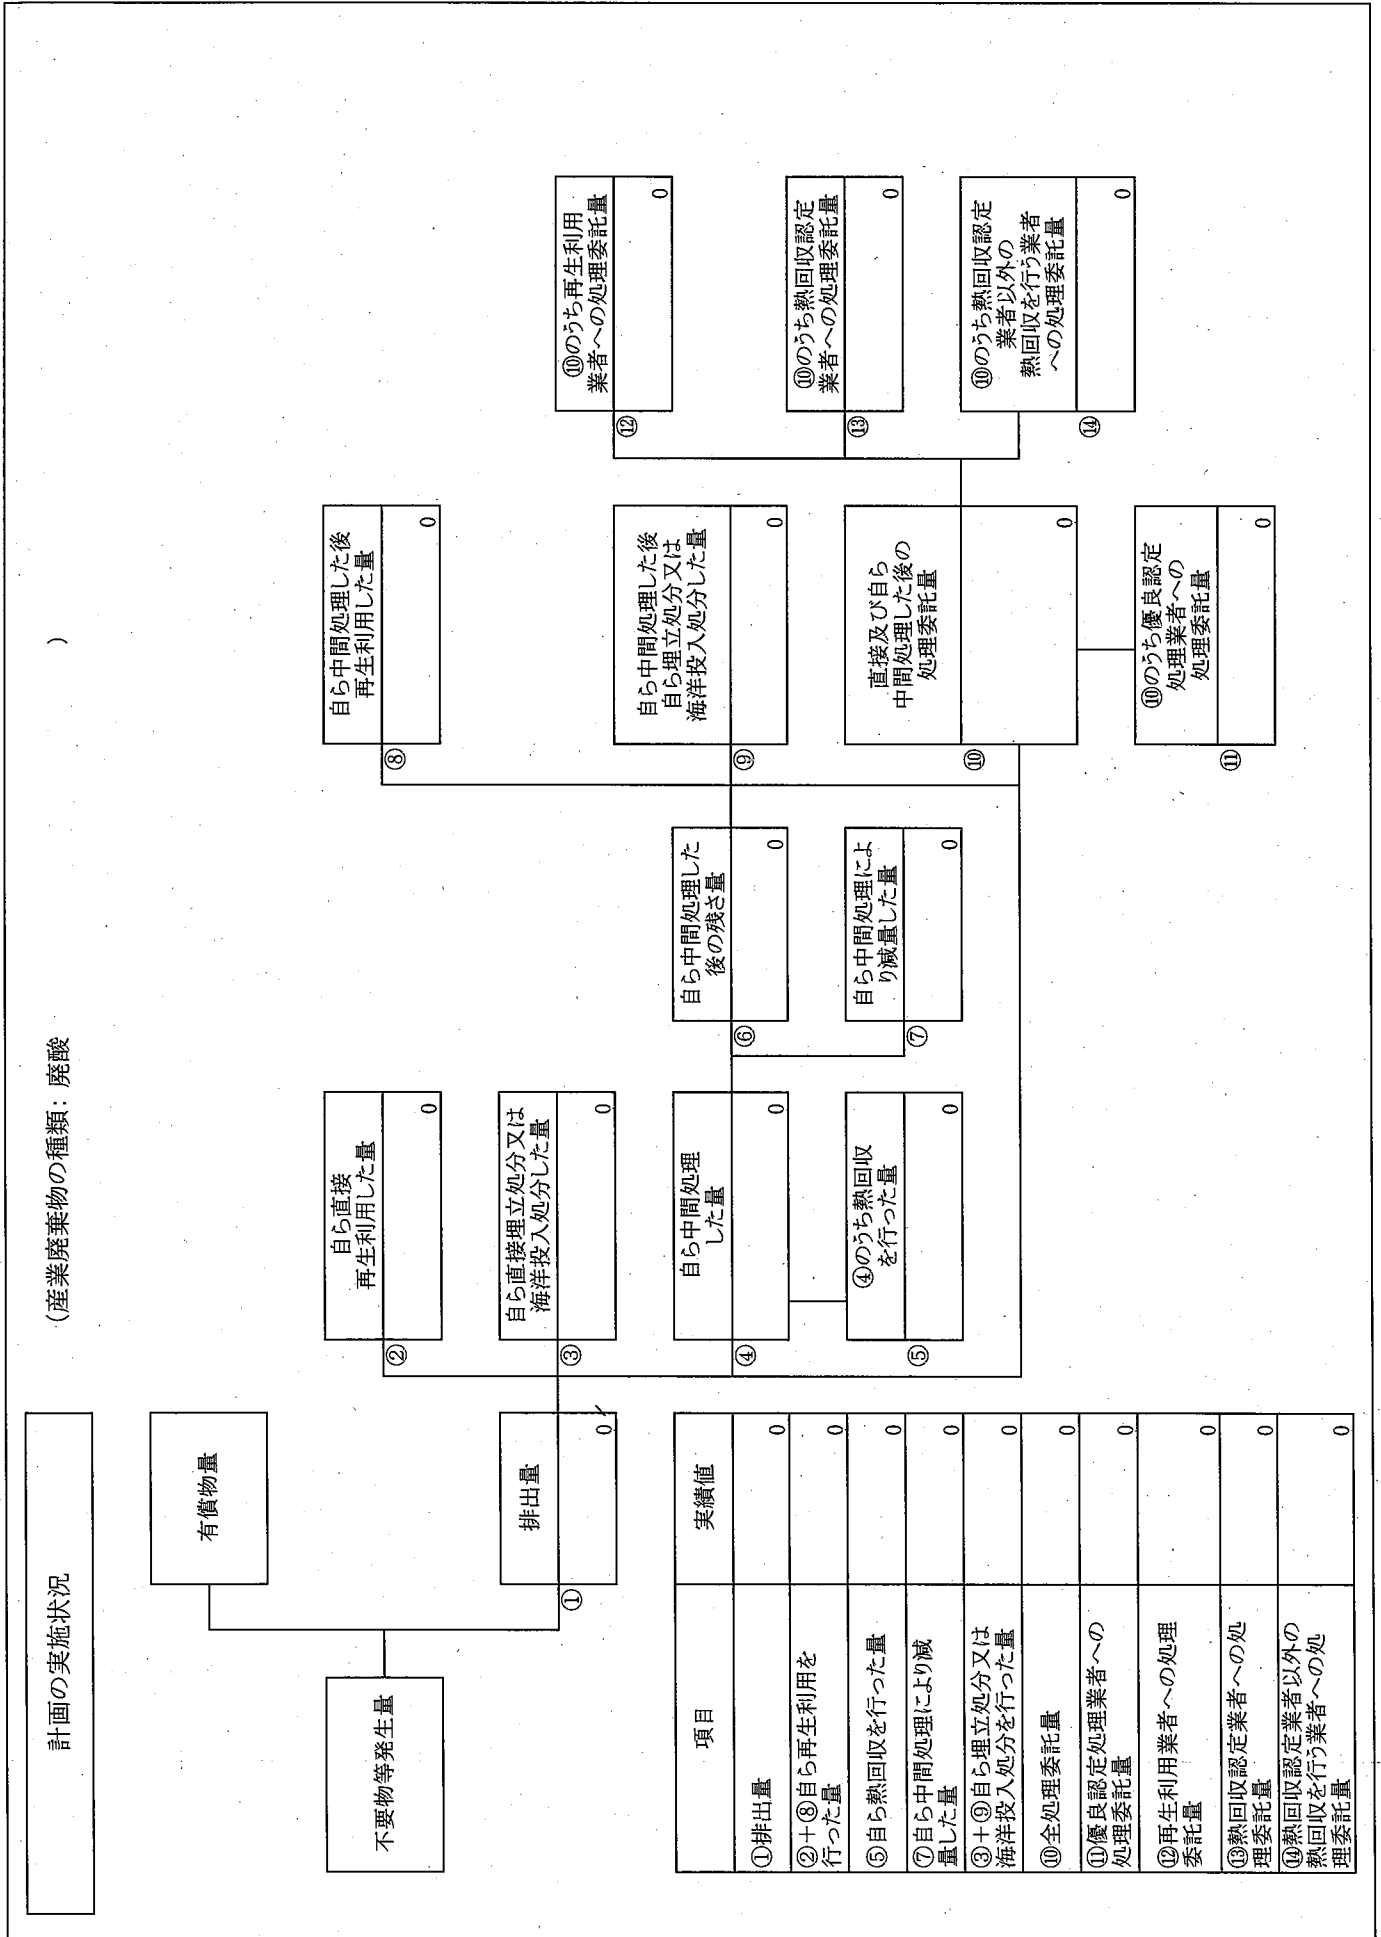 計画の実施状況
(産業廃棄物の種類: 廃酸
)
不要物等発生量
有償物量
排出量
①
0
自ら直接
再生利用した量
②
0
自ら直接埋立処分又は
海洋投入処分した量
③
0
自ら中間処理
した量
④
0
④のうち熱回収
を行った量
⑤
0
自ら中間処理した
後の残さ量
⑥
0
自ら中間処理によ
り減量した量
⑦
0
自ら中間処理した後
再生利用した量
⑧
0
自ら中間処理した後
自ら埋立処分又は
海洋投入処分した量
⑨
0
直接及び自ら
中間処理した後の
処理委託量
⑩
0
⑩のうち優良認定
処理業者への
処理委託量
⑪
0
⑩のうち再生利用
業者への処理委託量
⑫
0
⑩のうち熱回収認定
業者への処理委託量
⑬
0
⑩のうち熱回収認定
業者以外の
熱回収を行う業者
への処理委託量
⑭
0
項目 実績値
①排出量 0
②+⑧自ら再生利用を
行った量 0
⑤自ら熱回収を行った量 0
⑦自ら中間処理により減
量した量 0
③+⑨自ら埋立処分又は
海洋投入処分を行った量 0
⑩全処理委託量 0
⑪優良認定処理業者への
処理委託量 0
⑫再生利用業者への処理
委託量 0
⑬熱回収認定業者への処
理委託量 0
⑭熱回収認定業者以外の
熱回収を行う業者への処
理委託量 0